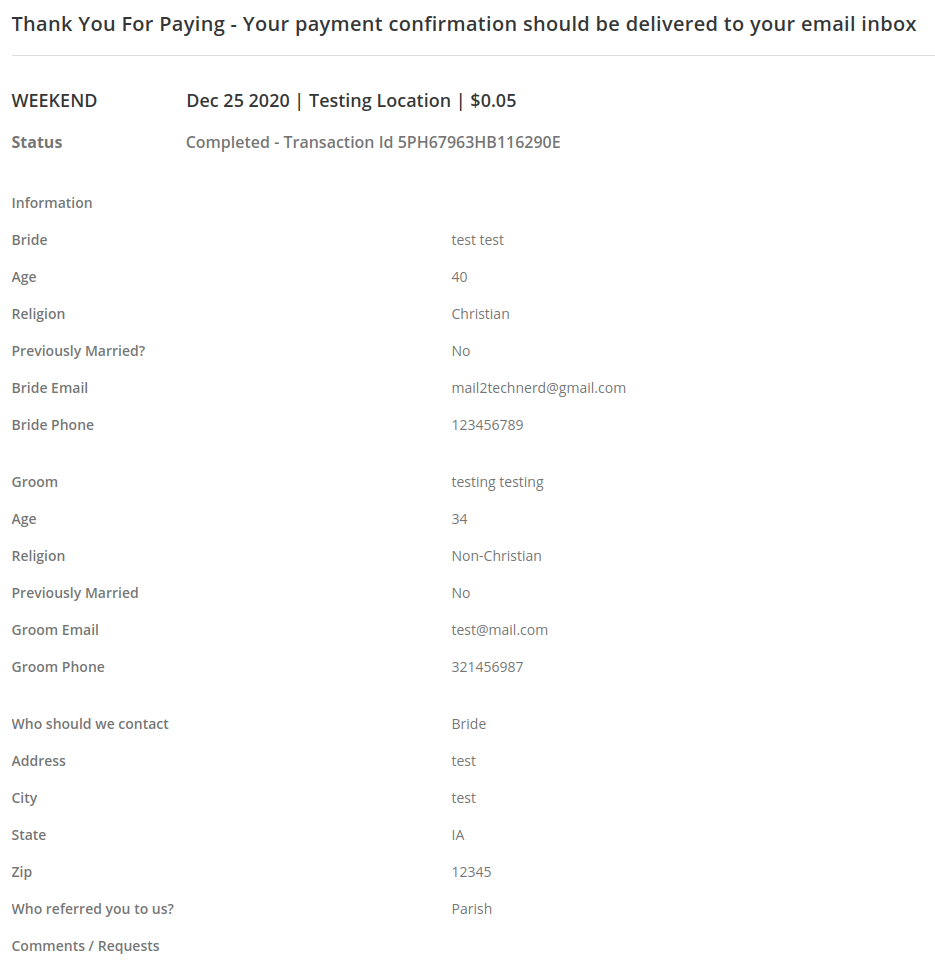 Thank You For Paying - Your payment confirmation should be delivered to your email inbox
WEEKEND Dec 25 2020 | Testing Location | $0.05
Status Completed - Transaction Id 5PH67963HB116290E
Information
Bride test test
Age 40
Religion Christian
Previously Married? No
Bride Email mail2technerd@gmail.com
Bride Phone 123456789
Groom testing testing
Age 34
Religion Non-Christian
Previously Married No
Groom Email test@mail.com
Groom Phone 321456987
Who should we contact Bride
Address test
City test
State IA
Zip 12345
Who referred you to us? Parish
Comments / Requests